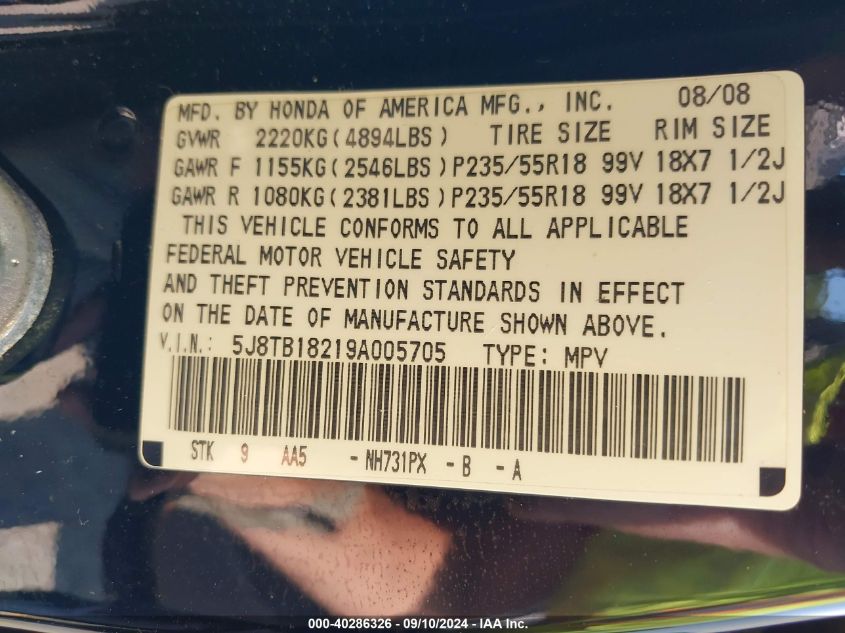 MFD. BY HONDA OF AMERICA MFG., INC. 08/08
GVWR 2220KG(4894LBS) TIRE SIZE RIM SIZE
GAWR F 1155KG(2546LBS)P235/55R18 99V 18X7 1/2J
GAWR R 1080KG(2381LBS)P235/55R18 99V 18X7 1/2J
THIS VEHICLE CONFORMS TO ALL APPLICABLE
FEDERAL MOTOR VEHICLE SAFETY
AND THEFT PREVENTION STANDARDS IN EFFECT
ON THE DATE OF MANUFACTURE SHOWN ABOVE.
V.I.N.: 5J8TB18219A005705 TYPE: MPV
STK 9 AA5 - NH731PX - B - A
000-40286326 - 09/10/2024 - IAA Inc.